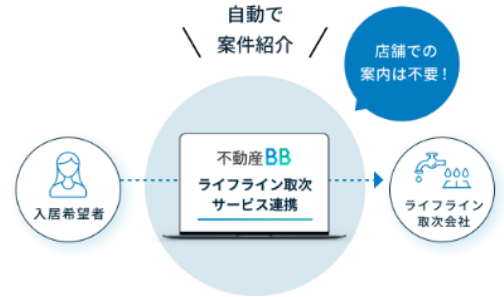 自動で
案件紹介
店舗での
案内は不要！
入居希望者
不動産BB
ライフライン取次
サービス連携
ライフライン
取次会社